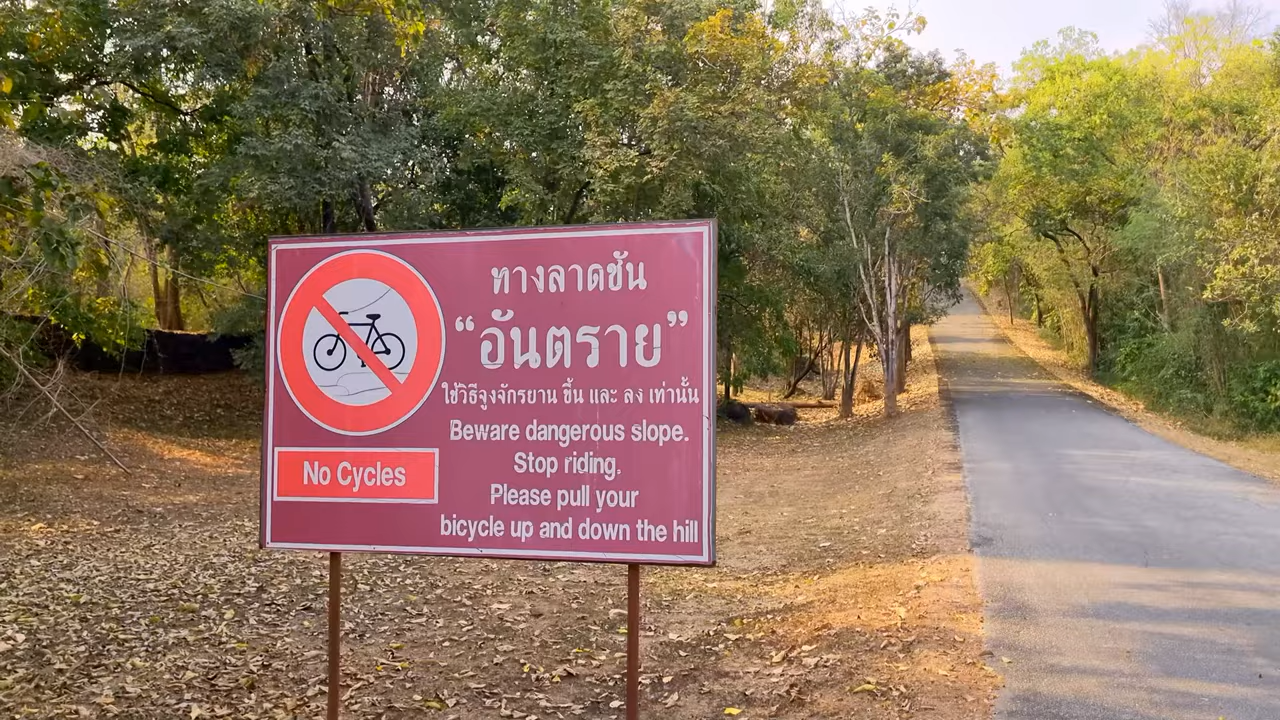 ทางลาดชัน
“อันตราย”
ใช้วิธีจูงจักรยาน ขึ้น และ ลง เท่านั้น
Beware dangerous slope.
Stop riding.
Please pull your
bicycle up and down the hill
No Cycles